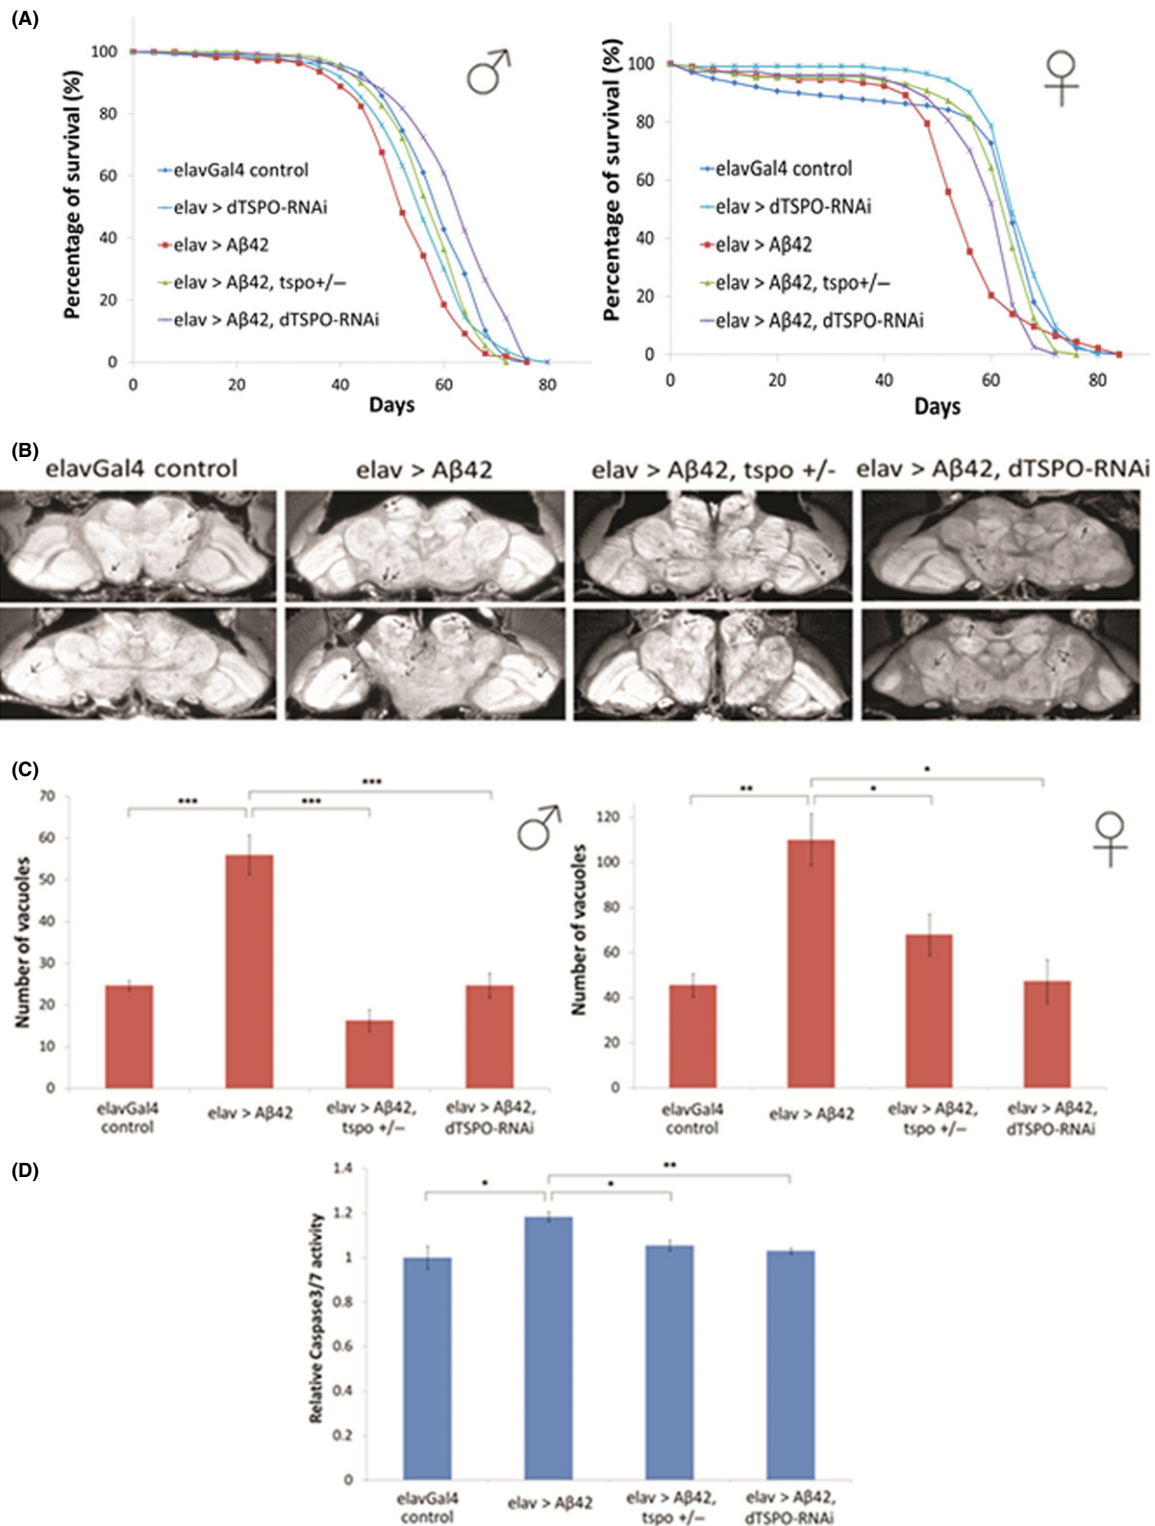 (A)
Percentage of survival (%)
100
80
60
40
20
0
0 20 40 60 80
Days
♂
elavGal4 control
elav > dTSPO-RNAi
elav > Aβ42
elav > Aβ42, tspo+/−
elav > Aβ42, dTSPO-RNAi
Percentage of survival (%)
100
80
60
40
20
0
0 20 40 60 80
Days
♀
elavGal4 control
elav > dTSPO-RNAi
elav > Aβ42
elav > Aβ42, tspo+/−
elav > Aβ42, dTSPO-RNAi
(B)
elavGal4 control elav > Aβ42 elav > Aβ42, tspo +/- elav > Aβ42, dTSPO-RNAi
(C)
Number of vacuoles
70
60
50
40
30
20
10
0
*** *** ***
♂
elavGal4 control
elav > Aβ42
elav > Aβ42, tspo +/−
elav > Aβ42, dTSPO-RNAi
Number of vacuoles
120
100
80
60
40
20
0
** * *
♀
elavGal4 control
elav > Aβ42
elav > Aβ42, tspo +/−
elav > Aβ42, dTSPO-RNAi
(D)
Relative Caspase3/7 activity
1.4
1.2
1
0.8
0.6
0.4
0.2
0
* * **
elavGal4 control
elav > Aβ42
elav > Aβ42, tspo +/−
elav > Aβ42, dTSPO-RNAi